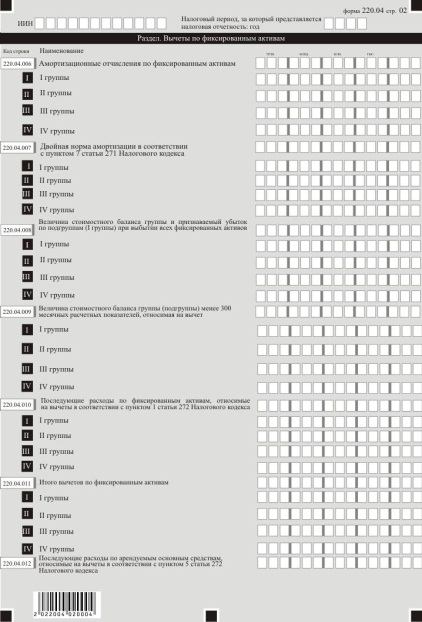 форма 220.04 стр. 02
ИИН
Налоговый период, за который представляется
налоговая отчетность: год
Раздел. Вычеты по фиксированным активам
Код строки Наименование
220.04.006 Амортизационные отчисления по фиксированным активам
I I группы
II II группы
III III группы
IV IV группы
220.04.007 Двойная норма амортизации в соответствии
с пунктом 7 статьи 271 Налогового кодекса
I I группы
II II группы
III III группы
IV IV группы
Величина стоимостного баланса группы и признаваемый убыток
220.04.008 по подгруппам (I группы) при выбытии всех фиксированных активов
I I группы
II II группы
III III группы
IV IV группы
220.04.009 Величина стоимостного баланса группы (подгруппы) менее 300
месячных расчетных показателей, относимая на вычет
I I группы
II II группы
III III группы
IV IV группы
220.04.010 Последующие расходы по фиксированным активам, относимые
на вычеты в соответствии с пунктом 1 статьи 272 Налогового кодекса
I I группы
II II группы
III III группы
IV IV группы
220.04.011 Итого вычетов по фиксированным активам
I I группы
II II группы
III III группы
IV IV группы
Последующие расходы по арендуемым основным средствам,
220.04.012 относимые на вычеты в соответствии с пунктом 5 статьи 272
Налогового кодекса
2 022004 020004